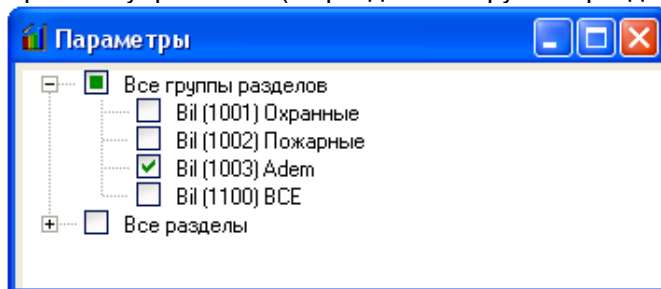 Параметры
Все группы разделов
Bil (1001) Охранные
Bil (1002) Пожарные
Bil (1003) Adem
Bil (1100) ВСЕ
Все разделы